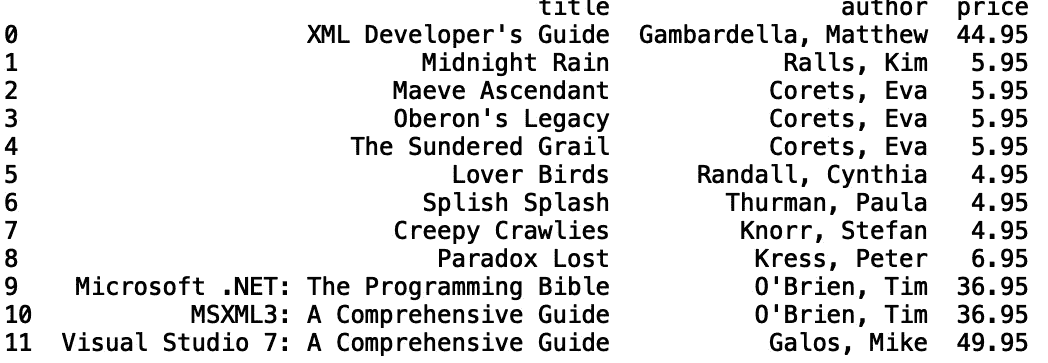 title author price
0 XML Developer's Guide Gambardella, Matthew 44.95
1 Midnight Rain Ralls, Kim 5.95
2 Maeve Ascendant Corets, Eva 5.95
3 Oberon's Legacy Corets, Eva 5.95
4 The Sundered Grail Corets, Eva 5.95
5 Lover Birds Randall, Cynthia 4.95
6 Splish Splash Thurman, Paula 4.95
7 Creepy Crawlies Knorr, Stefan 4.95
8 Paradox Lost Kress, Peter 6.95
9 Microsoft .NET: The Programming Bible O'Brien, Tim 36.95
10 MSXML3: A Comprehensive Guide O'Brien, Tim 36.95
11 Visual Studio 7: A Comprehensive Guide Galos, Mike 49.95